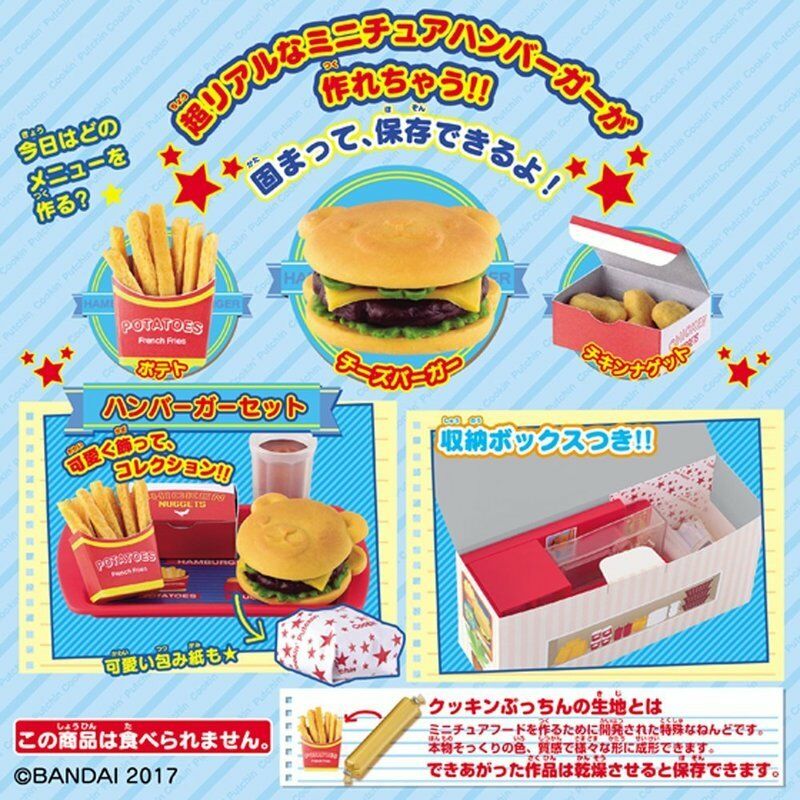 超リアルなミニチュアハンバーガーが
作れちゃう!!
固まって、保存できるよ!
今日はどの
メニューを
作る?
POTATOES
French Fries
ポテト
HAMBURGER
チーズバーガー
チキンナゲット
ハンバーガーセット
可愛く飾って、
コレクション!!
NUGGETS
POTATOES
French Fries
HAMBURGER
POTATOES
可愛い包み紙も★
収納ボックスつき!!
この商品は食べられません。
©BANDAI 2017
クッキンぷっちんの生地とは
ミニチュアフードを作るために開発された特殊なねんどです。
本物そっくりの色、質感で様々な形に成形できます。
できあがった作品は乾燥させると保存できます。